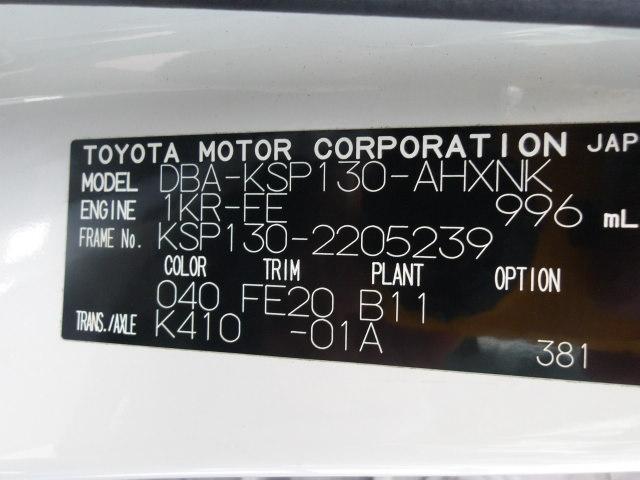 TOYOTA MOTOR CORPORATION JAP
MODEL DBA-KSP130-AHXNK
ENGINE 1KR-FE 996 mL
FRAME No. KSP130-2205239
COLOR TRIM PLANT OPTION
040 FE20 B11
TRANS./AXLE K410 -01A
381